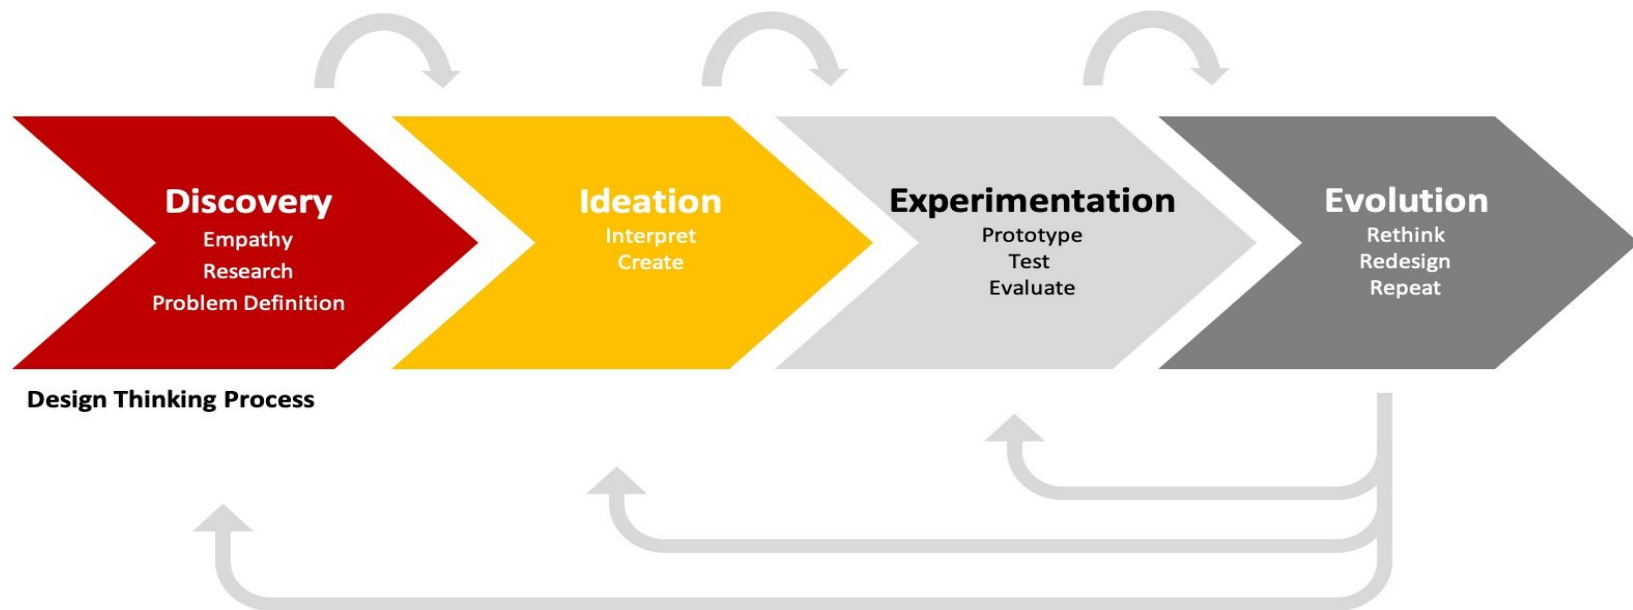 Discovery
Empathy
Research
Problem Definition
Ideation
Interpret
Create
Experimentation
Prototype
Test
Evaluate
Evolution
Rethink
Redesign
Repeat
Design Thinking Process